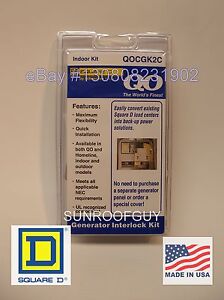 Indoor Kit
QOCGK2C
eBay #150808221902
QO
The World's Finest
Features:
• Maximum
Flexibility
• Quick
Installation
• Available in
both QO and
Homeline,
indoor and
outdoor models
• Meets all
applicable
NEC
requirements
• UL recognized
Easily convert existing
Square D load centers
into back-up power
solutions.
No need to purchase
a separate generator
panel or order a
special cover!
SUNROOFGUY
Generator Interlock Kit
D
SQUARE D
MADE IN USA